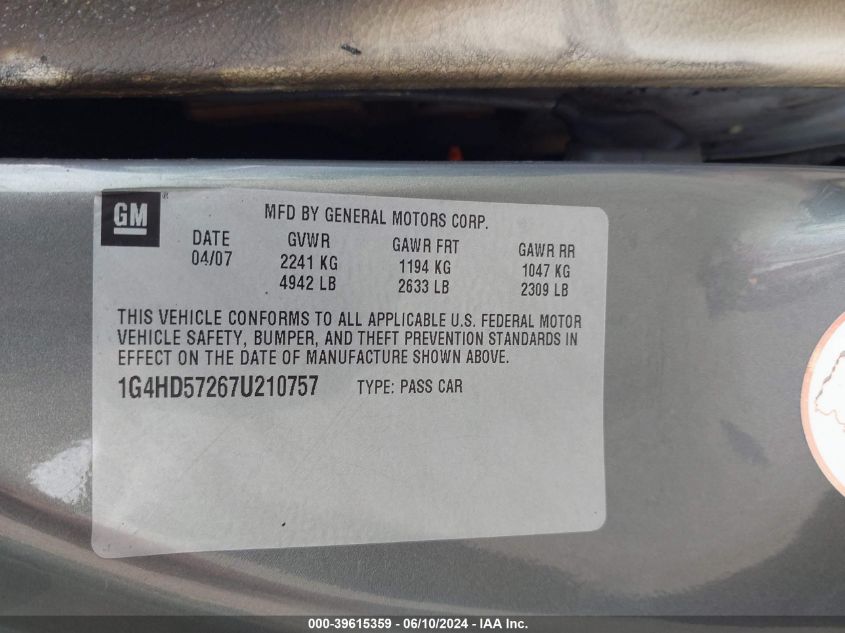 GM
MFD BY GENERAL MOTORS CORP.
DATE GVWR GAWR FRT GAWR RR
04/07 2241 KG 1194 KG 1047 KG
4942 LB 2633 LB 2309 LB
THIS VEHICLE CONFORMS TO ALL APPLICABLE U.S. FEDERAL MOTOR
VEHICLE SAFETY, BUMPER, AND THEFT PREVENTION STANDARDS IN
EFFECT ON THE DATE OF MANUFACTURE SHOWN ABOVE.
1G4HD57267U210757 TYPE: PASS CAR
000-39615359 - 06/10/2024 - IAA Inc.